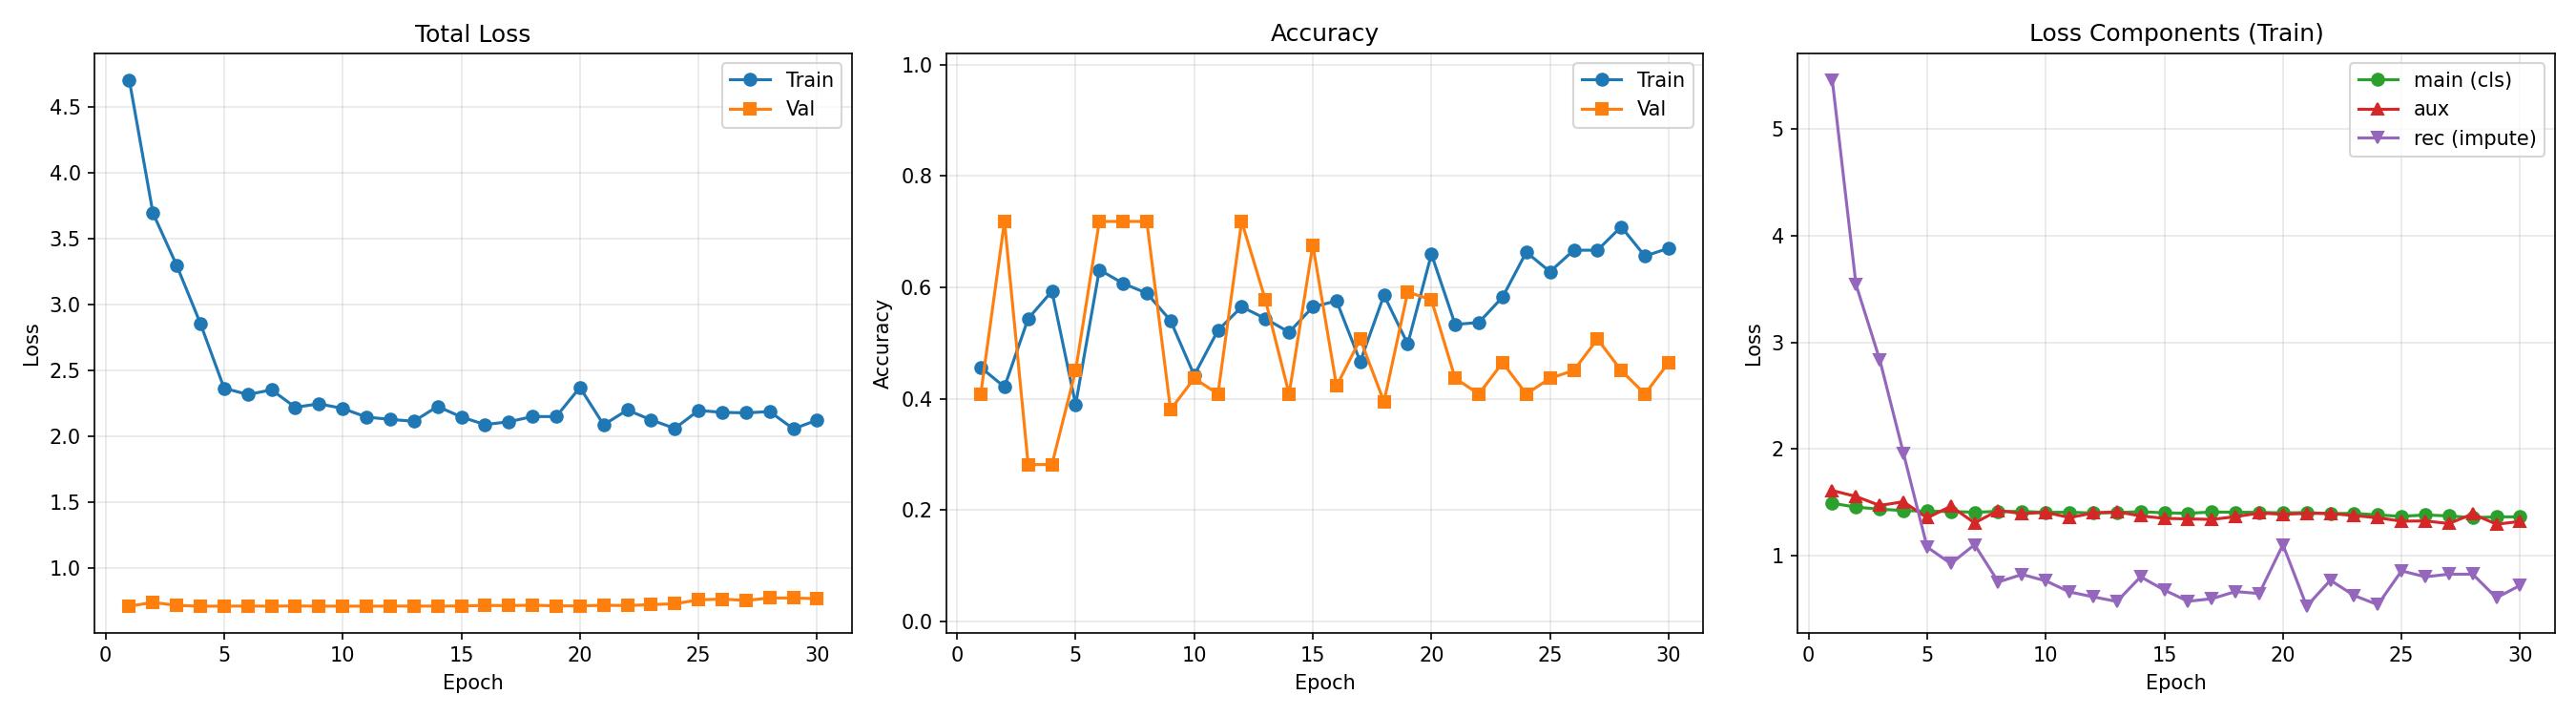 Total Loss
Train
Val
4.5
4.0
3.5
3.0
2.5
2.0
1.5
1.0
Loss
0 5 10 15 20 25 30
Epoch
Accuracy
Train
Val
1.0
0.8
0.6
0.4
0.2
0.0
Accuracy
0 5 10 15 20 25 30
Epoch
Loss Components (Train)
main (cls)
aux
rec (impute)
5
4
3
2
1
Loss
0 5 10 15 20 25 30
Epoch